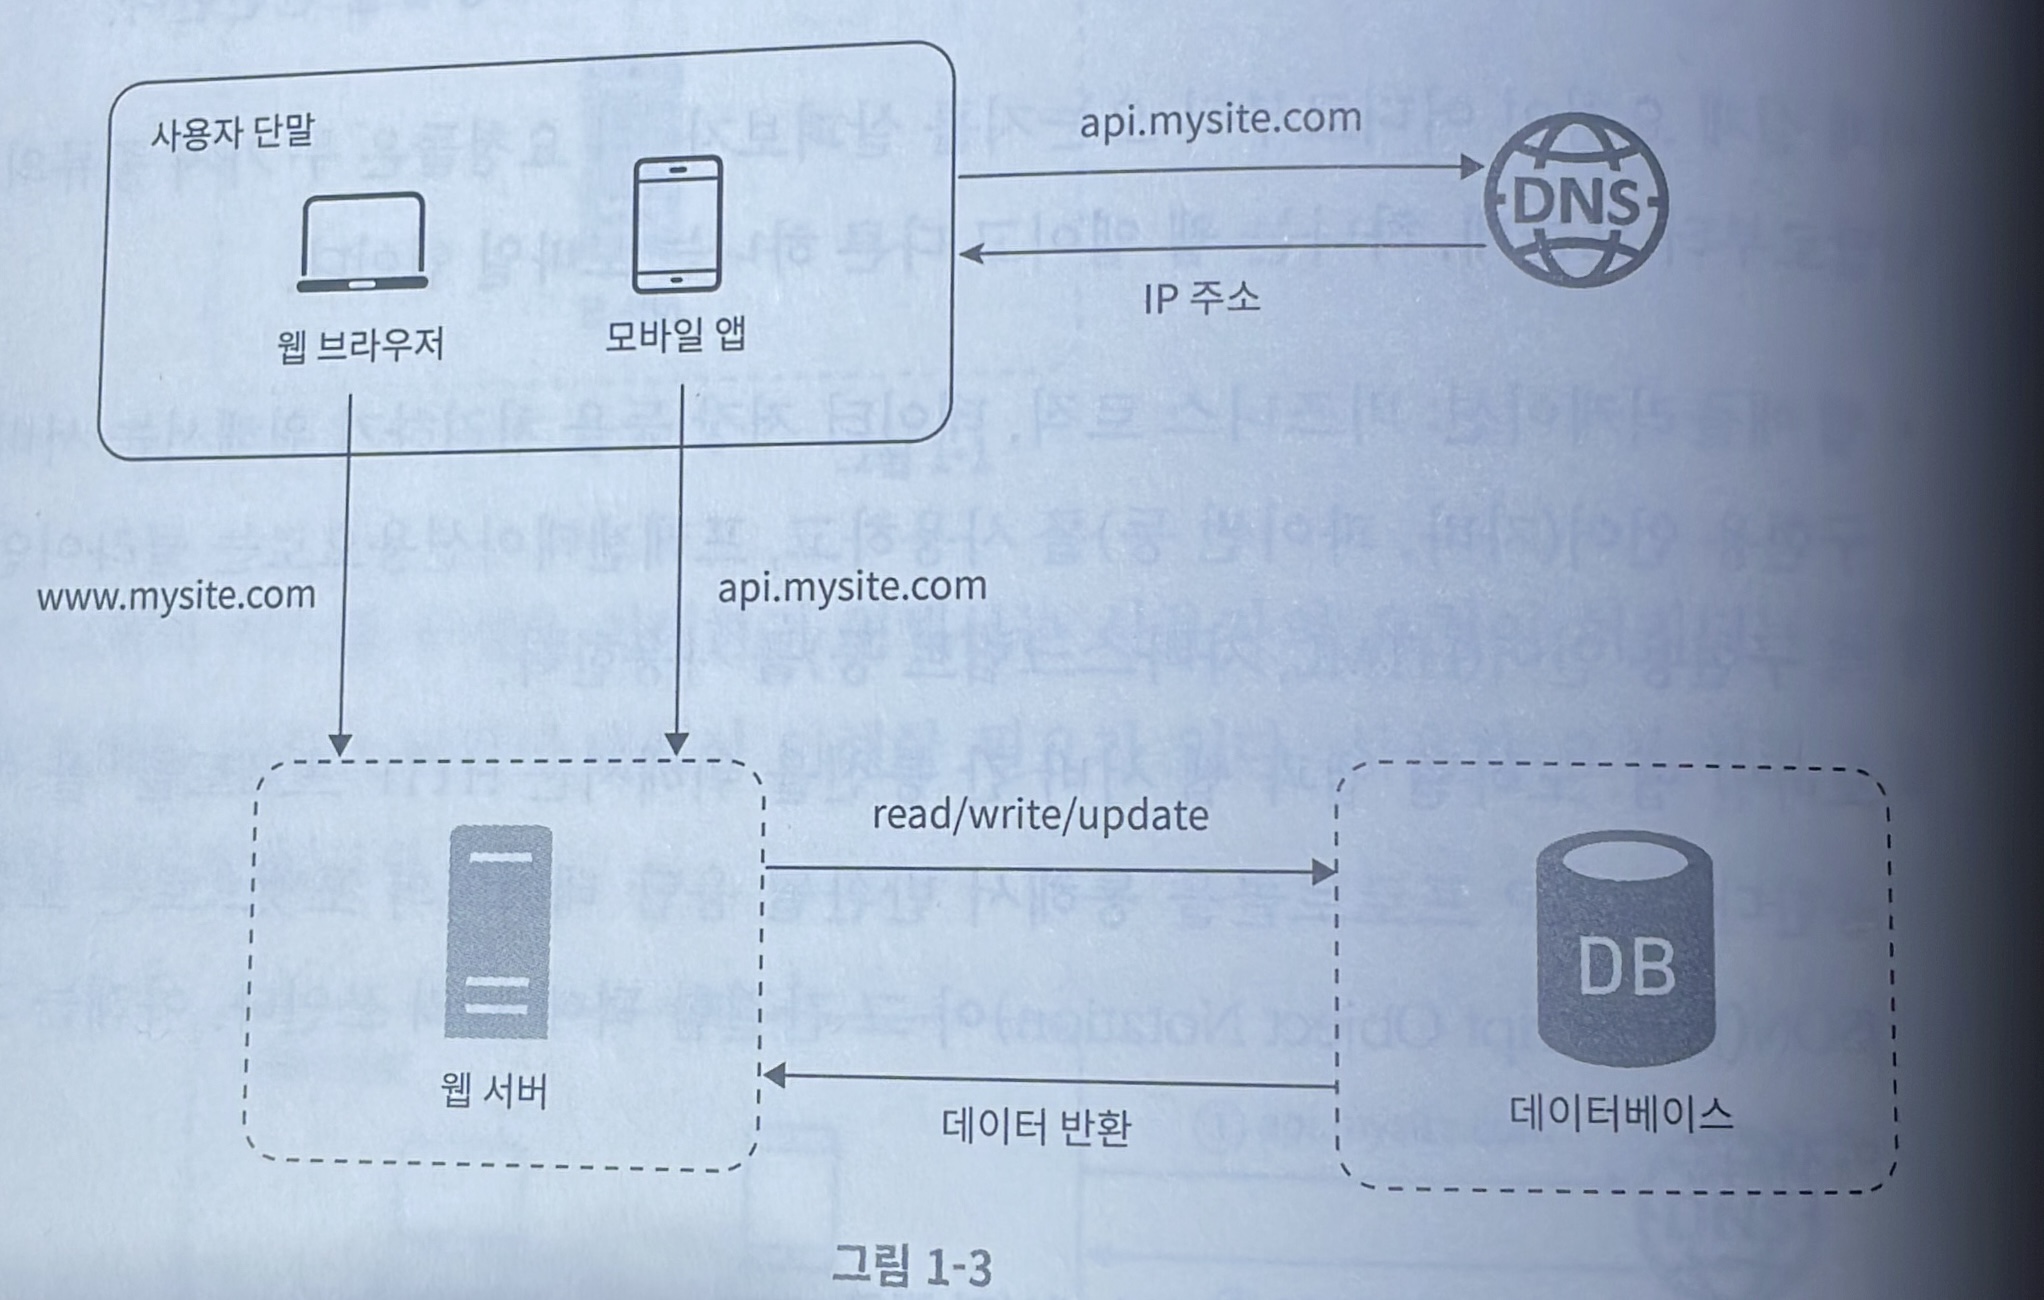 사용자 단말
api.mysite.com
DNS
IP 주소
웹 브라우저
모바일 앱
www.mysite.com
api.mysite.com
read/write/update
DB
웹 서버
데이터 반환
데이터베이스
그림 1-3